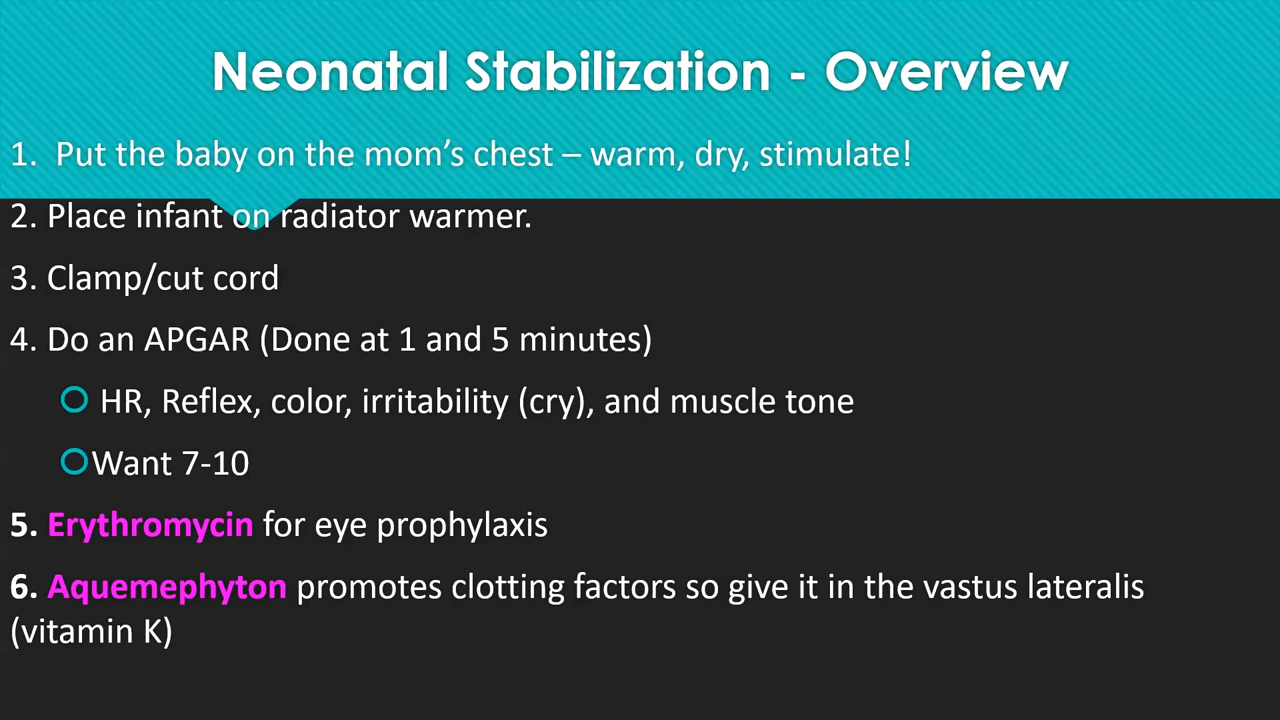 Neonatal Stabilization - Overview
1. Put the baby on the mom’s chest – warm, dry, stimulate!
2. Place infant on radiator warmer.
3. Clamp/cut cord
4. Do an APGAR (Done at 1 and 5 minutes)
HR, Reflex, color, irritability (cry), and muscle tone
Want 7-10
5. Erythromycin for eye prophylaxis
6. Aquemephyton promotes clotting factors so give it in the vastus lateralis
(vitamin K)